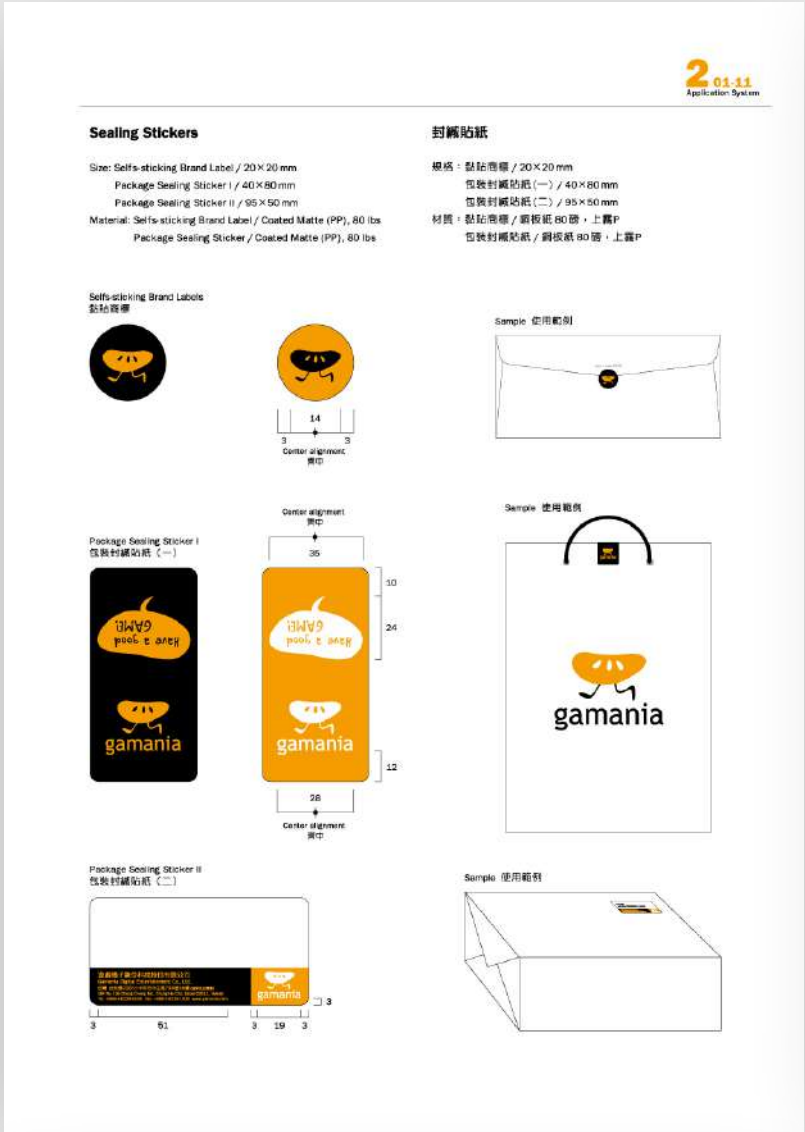 2 01-11
Application System
Sealing Stickers
Size: Selfs-sticking Brand Label / 20×20 mm
Package Sealing Sticker I / 40×80 mm
Package Sealing Sticker II / 95×50 mm
Material: Selfs-sticking Brand Label / Coated Matte (PP), 80 lbs
Package Sealing Sticker / Coated Matte (PP), 80 lbs
封緘貼紙
規格：黏貼商標 / 20×20 mm
包裝封緘貼紙(一) / 40×80 mm
包裝封緘貼紙(二) / 95×50 mm
材質：黏貼商標 / 銅板紙 80 磅，上霧P
包裝封緘貼紙 / 銅板紙 80 磅，上霧P
Selfs-sticking Brand Labels
黏貼商標
14
3 3
Center alignment
置中
Sample 使用範例
Package Sealing Sticker I
包裝封緘貼紙（一）
Have a good
GAME!
gamania
Center alignment
置中
35
10
24
Have a good
GAME!
gamania
12
28
Center alignment
置中
Sample 使用範例
gamania
Package Sealing Sticker II
包裝封緘貼紙（二）
Gamania Digital Entertainment Co., Ltd.
gamania
3
3 51 3 19 3
Sample 使用範例